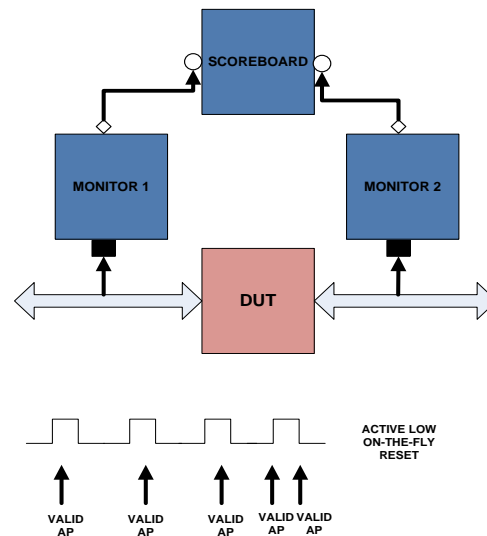 SCOREBOARD
MONITOR 1
MONITOR 2
DUT
ACTIVE LOW
ON-THE-FLY
RESET
VALID
AP
VALID
AP
VALID
AP
VALID
AP
VALID
AP